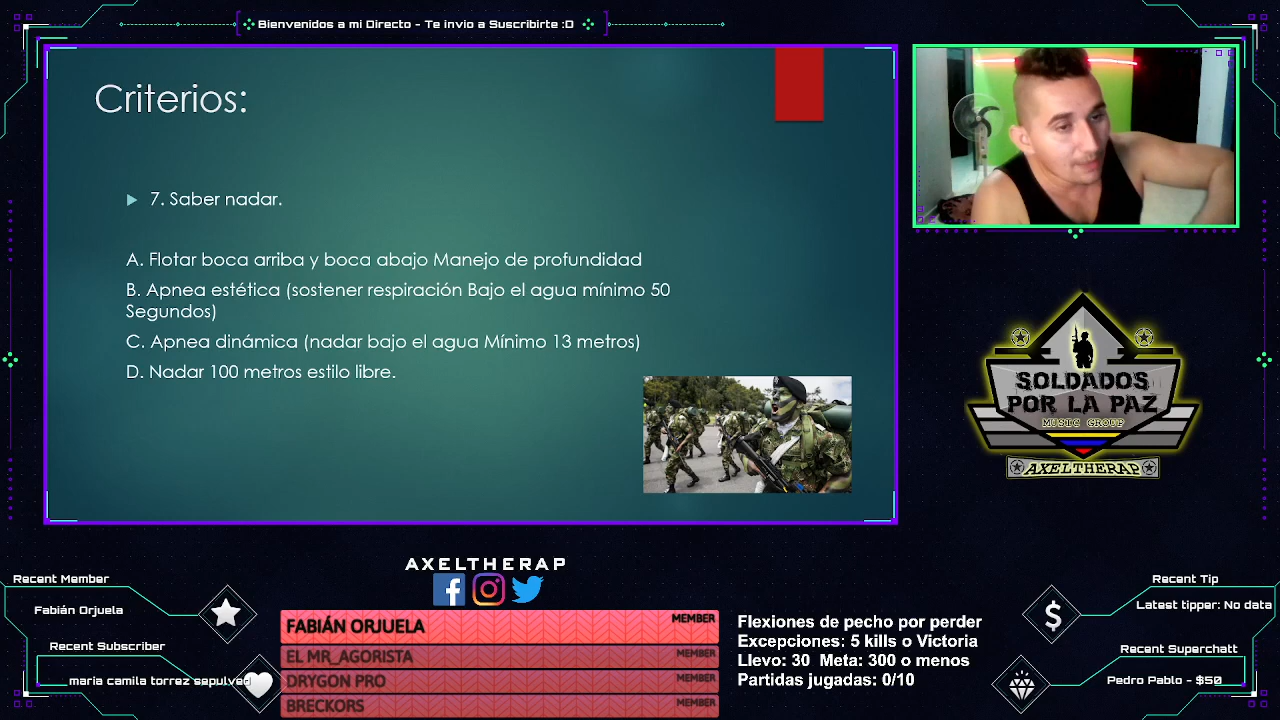 Bienvenidos a mi Directo - Te invio a Suscribirte :D
Criterios:
7. Saber nadar.
A. Flotar boca arriba y boca abajo Manejo de profundidad
B. Apnea estética (sostener respiración Bajo el agua mínimo 50
Segundos)
C. Apnea dinámica (nadar bajo el agua Mínimo 13 metros)
D. Nadar 100 metros estilo libre.
SOLDADOS
POR LA PAZ
MUSIC GROUP
AXELTHERAP
AXELTHERAP
Recent Member
Fabián Orjuela
Recent Subscriber
maria camila torrez sepulved
FABIÁN ORJUELA MEMBER
EL MR_AGORISTA MEMBER
DRYGON PRO MEMBER
BRECKORS MEMBER
Flexiones de pecho por perder
Excepciones: 5 kills o Victoria
Llevo: 30 Meta: 300 o menos
Partidas jugadas: 0/10
Recent Tip
Latest tipper: No data
Recent Superchatt
Pedro Pablo - $50